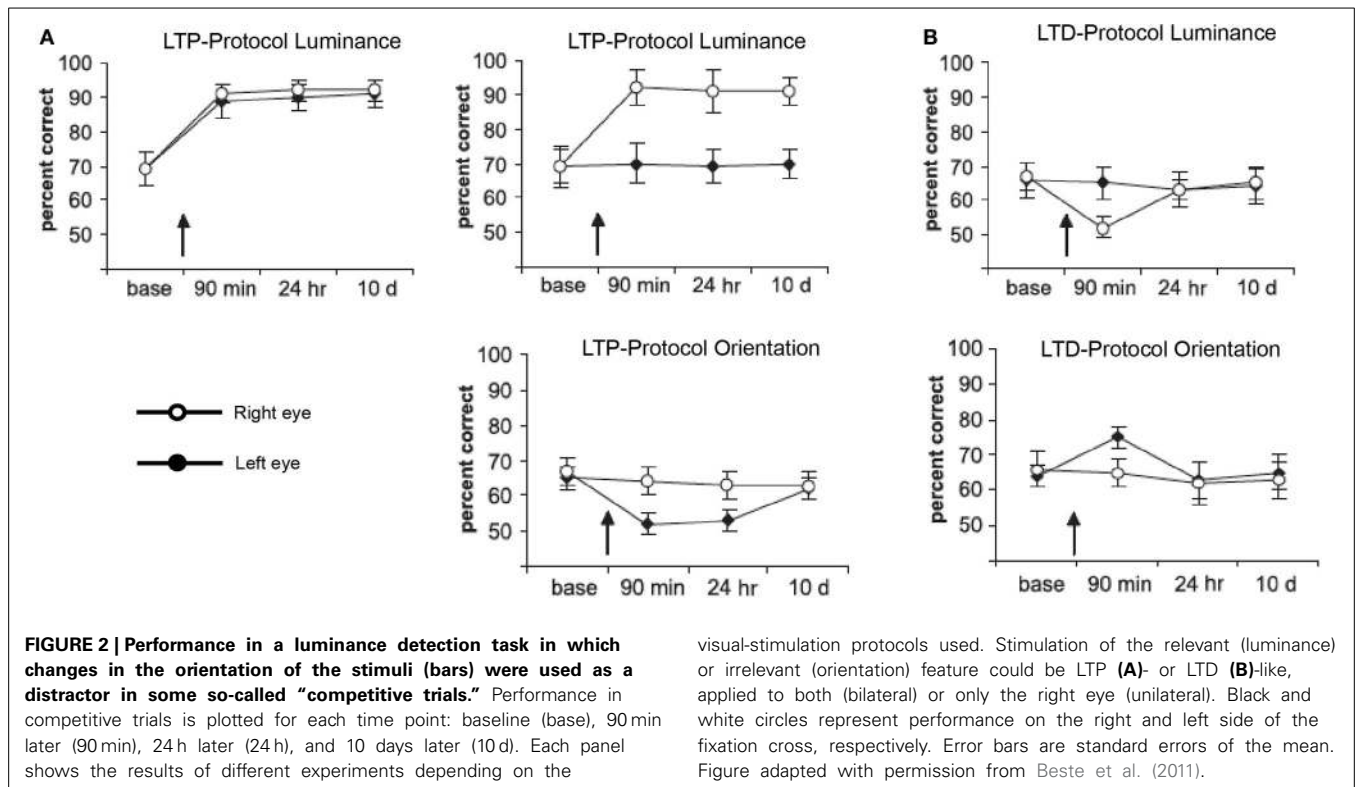 A
LTP-Protocol Luminance
percent correct
100
90
80
70
60
50
base 90 min 24 hr 10 d
LTP-Protocol Luminance
percent correct
100
90
80
70
60
50
base 90 min 24 hr 10 d
B
LTD-Protocol Luminance
percent correct
100
90
80
70
60
50
base 90 min 24 hr 10 d
Right eye
Left eye
LTP-Protocol Orientation
percent correct
100
90
80
70
60
50
base 90 min 24 hr 10 d
LTD-Protocol Orientation
percent correct
100
90
80
70
60
50
base 90 min 24 hr 10 d
FIGURE 2 | Performance in a luminance detection task in which
changes in the orientation of the stimuli (bars) were used as a
distractor in some so-called “competitive trials.” Performance in
competitive trials is plotted for each time point: baseline (base), 90 min
later (90 min), 24 h later (24 h), and 10 days later (10 d). Each panel
shows the results of different experiments depending on the
visual-stimulation protocols used. Stimulation of the relevant (luminance)
or irrelevant (orientation) feature could be LTP (A)- or LTD (B)-like,
applied to both (bilateral) or only the right eye (unilateral). Black and
white circles represent performance on the right and left side of the
fixation cross, respectively. Error bars are standard errors of the mean.
Figure adapted with permission from Beste et al. (2011).